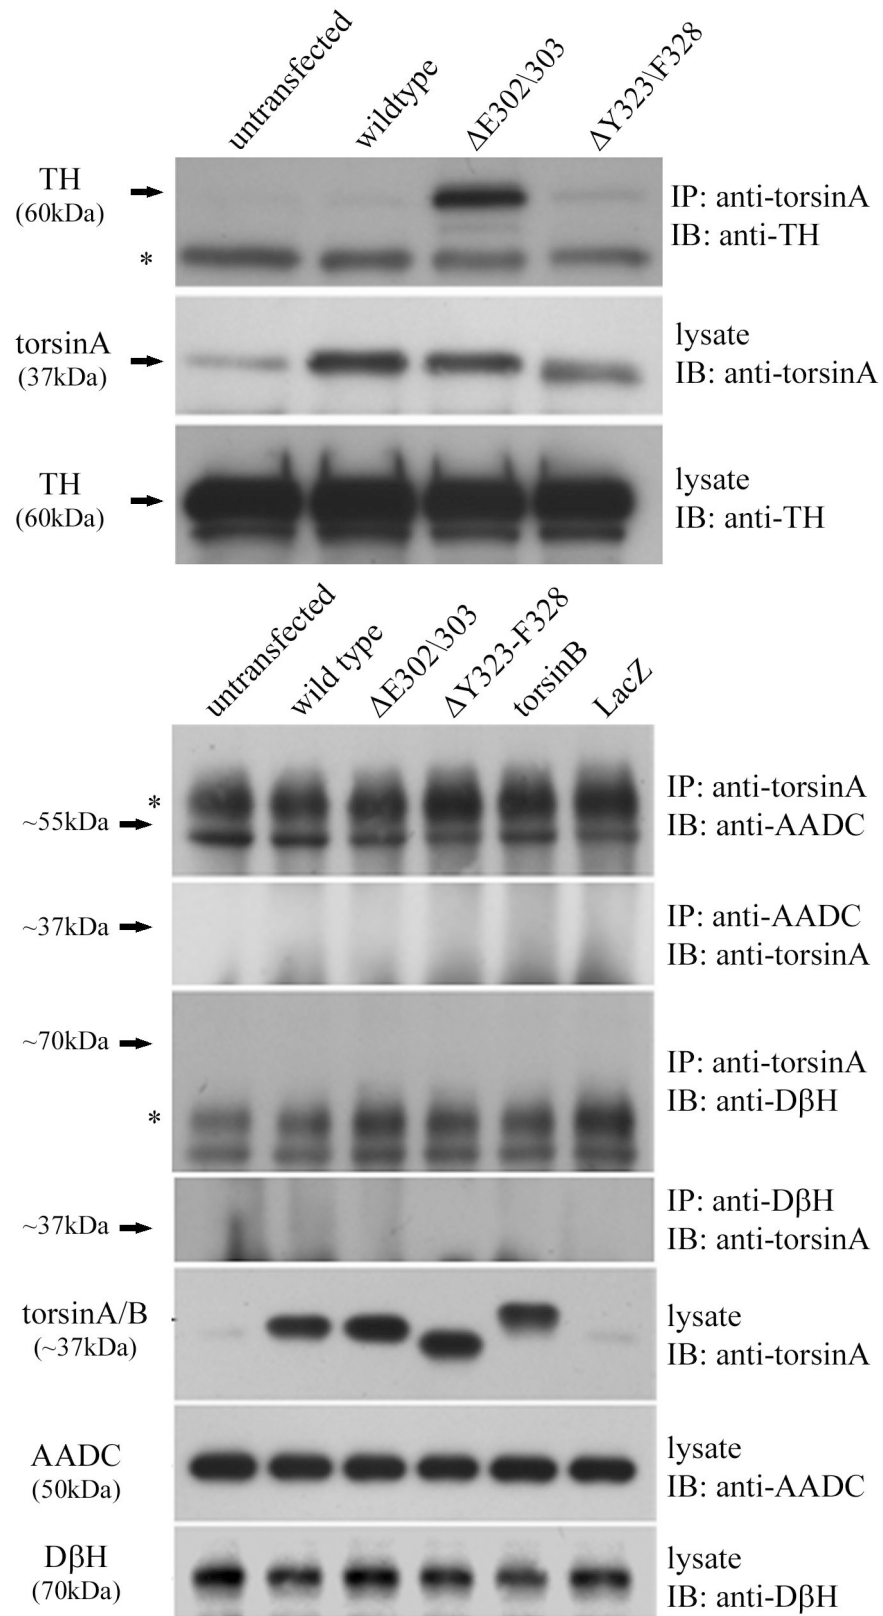 untransfected
wildtype
ΔE302\303
ΔY323\F328
TH
(60kDa)
*
IP: anti-torsinA
IB: anti-TH
torsinA
(37kDa)
lysate
IB: anti-torsinA
TH
(60kDa)
lysate
IB: anti-TH
untransfected
wild type
ΔE302\303
ΔY323-F328
torsinB
LacZ
*
~55kDa
IP: anti-torsinA
IB: anti-AADC
~37kDa
IP: anti-AADC
IB: anti-torsinA
~70kDa
*
IP: anti-torsinA
IB: anti-DβH
~37kDa
IP: anti-DβH
IB: anti-torsinA
torsinA/B
(~37kDa)
lysate
IB: anti-torsinA
AADC
(50kDa)
lysate
IB: anti-AADC
DβH
(70kDa)
lysate
IB: anti-DβH